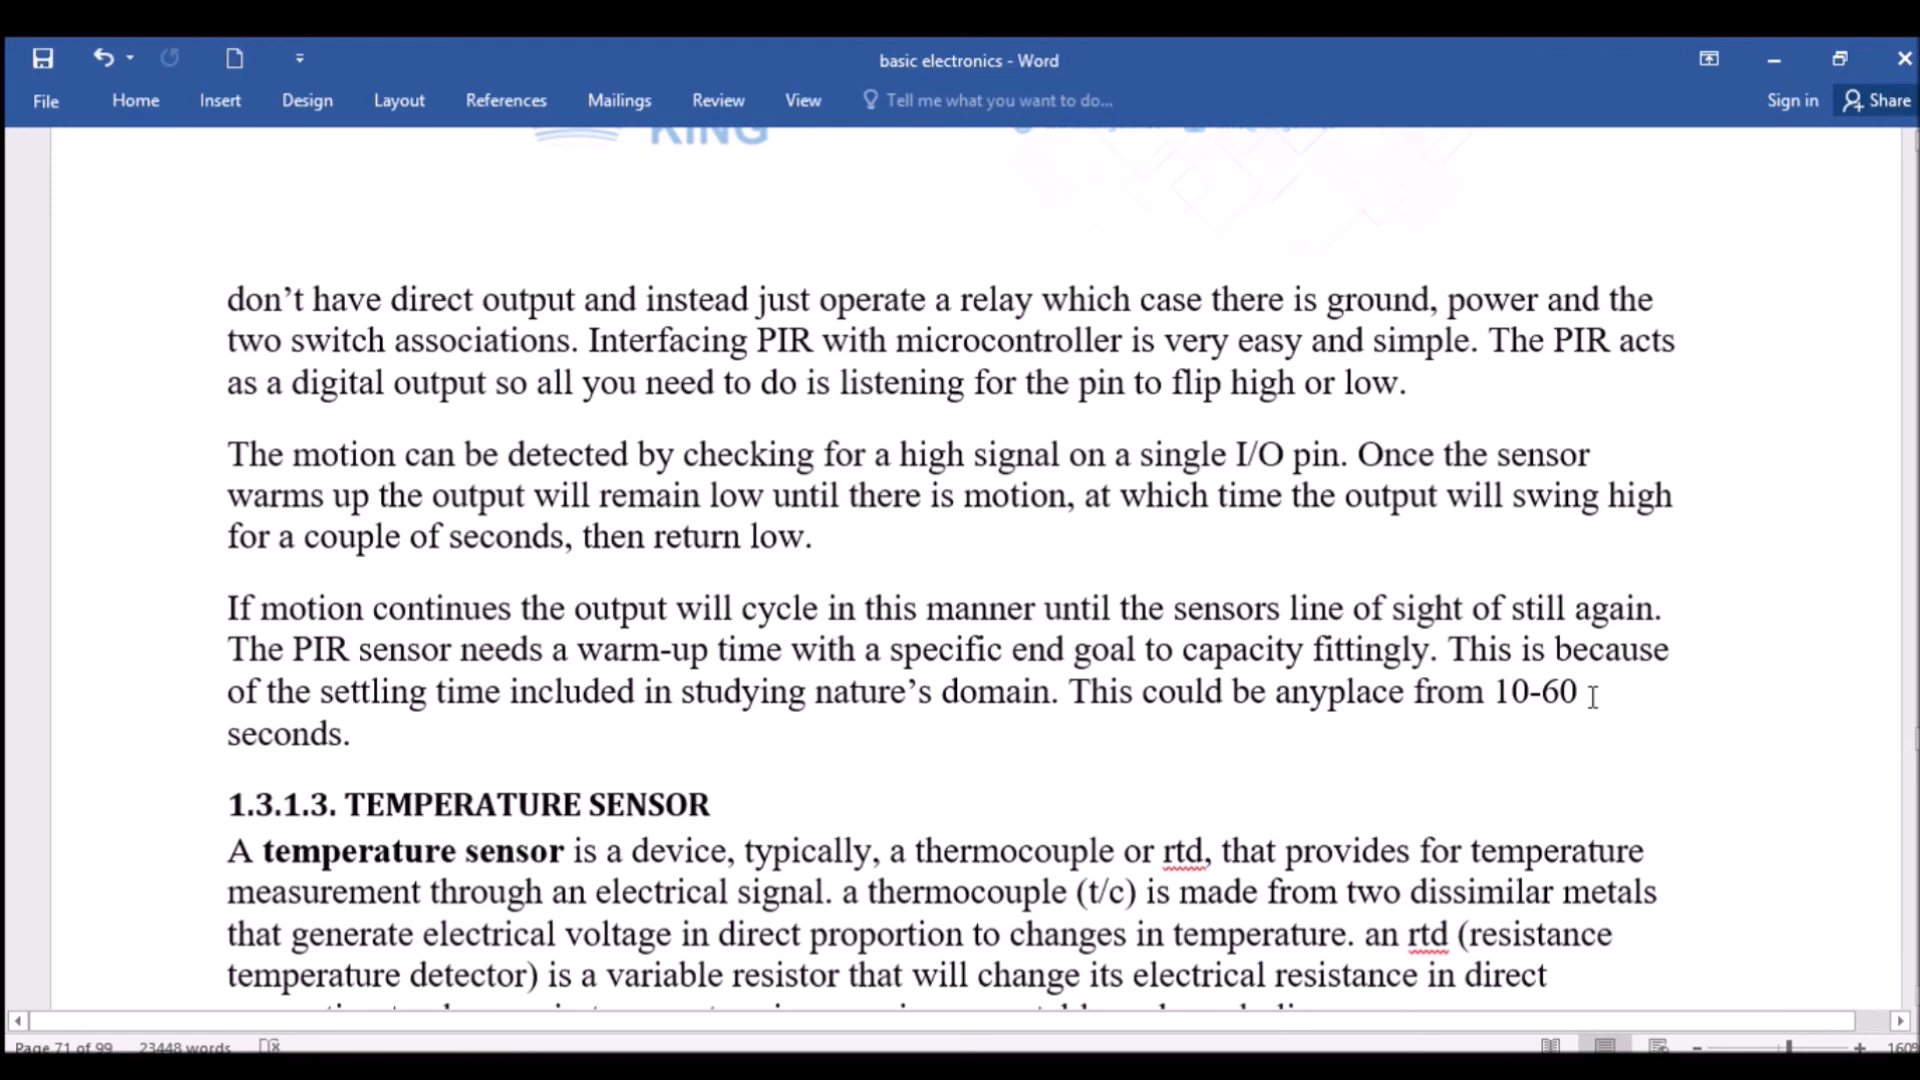 basic electronics - Word
File Home Insert Design Layout References Mailings Review View Tell me what you want to do... Sign in Share
KING
don’t have direct output and instead just operate a relay which case there is ground, power and the
two switch associations. Interfacing PIR with microcontroller is very easy and simple. The PIR acts
as a digital output so all you need to do is listening for the pin to flip high or low.
The motion can be detected by checking for a high signal on a single I/O pin. Once the sensor
warms up the output will remain low until there is motion, at which time the output will swing high
for a couple of seconds, then return low.
If motion continues the output will cycle in this manner until the sensors line of sight of still again.
The PIR sensor needs a warm-up time with a specific end goal to capacity fittingly. This is because
of the settling time included in studying nature’s domain. This could be anyplace from 10-60
seconds.
1.3.1.3. TEMPERATURE SENSOR
A temperature sensor is a device, typically, a thermocouple or rtd, that provides for temperature
measurement through an electrical signal. a thermocouple (t/c) is made from two dissimilar metals
that generate electrical voltage in direct proportion to changes in temperature. an rtd (resistance
temperature detector) is a variable resistor that will change its electrical resistance in direct
Page 71 of 99 23448 words